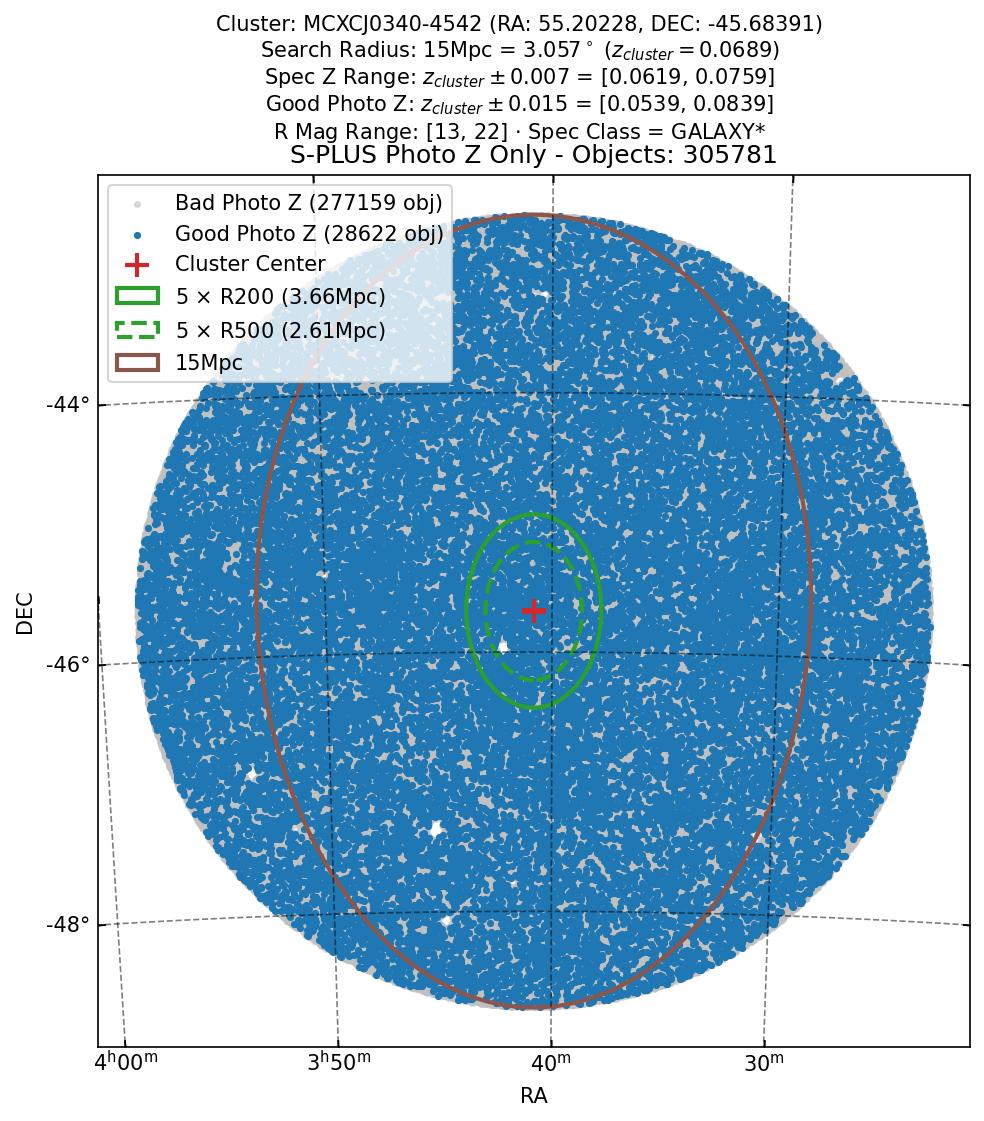 Cluster: MCXCJ0340-4542 (RA: 55.20228, DEC: -45.68391)
Search Radius: 15Mpc = 3.057° (z_cluster = 0.0689)
Spec Z Range: z_cluster ± 0.007 = [0.0619, 0.0759]
Good Photo Z: z_cluster ± 0.015 = [0.0539, 0.0839]
R Mag Range: [13, 22] · Spec Class = GALAXY*
S-PLUS Photo Z Only - Objects: 305781
Bad Photo Z (277159 obj)
Good Photo Z (28622 obj)
Cluster Center
5 × R200 (3.66Mpc)
5 × R500 (2.61Mpc)
15Mpc
DEC
-44°
-46°
-48°
4ʰ00ᵐ 3ʰ50ᵐ 40ᵐ 30ᵐ
RA